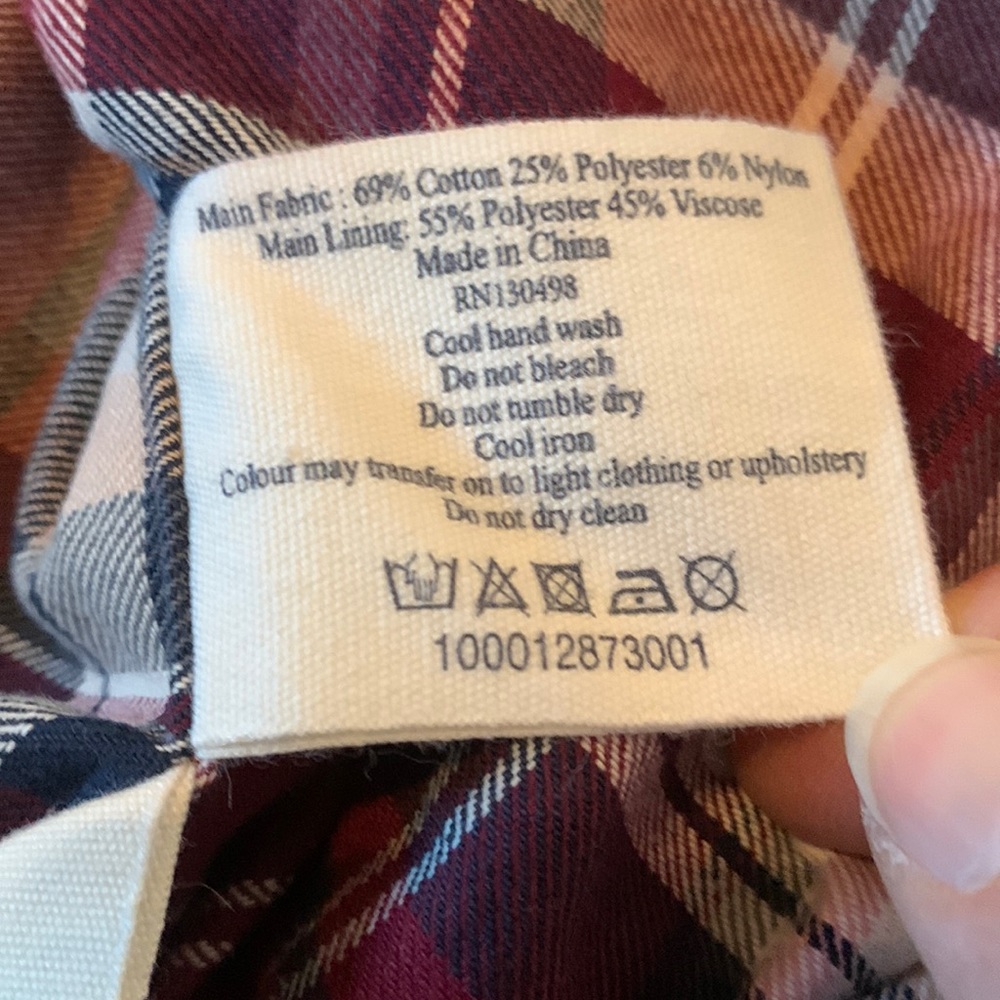 Main Fabric : 69% Cotton 25% Polyester 6% Nylon
Main Lining: 55% Polyester 45% Viscose
Made in China
RN130498
Cool hand wash
Do not bleach
Do not tumble dry
Cool iron
Colour may transfer on to light clothing or upholstery
Do not dry clean
100012873001